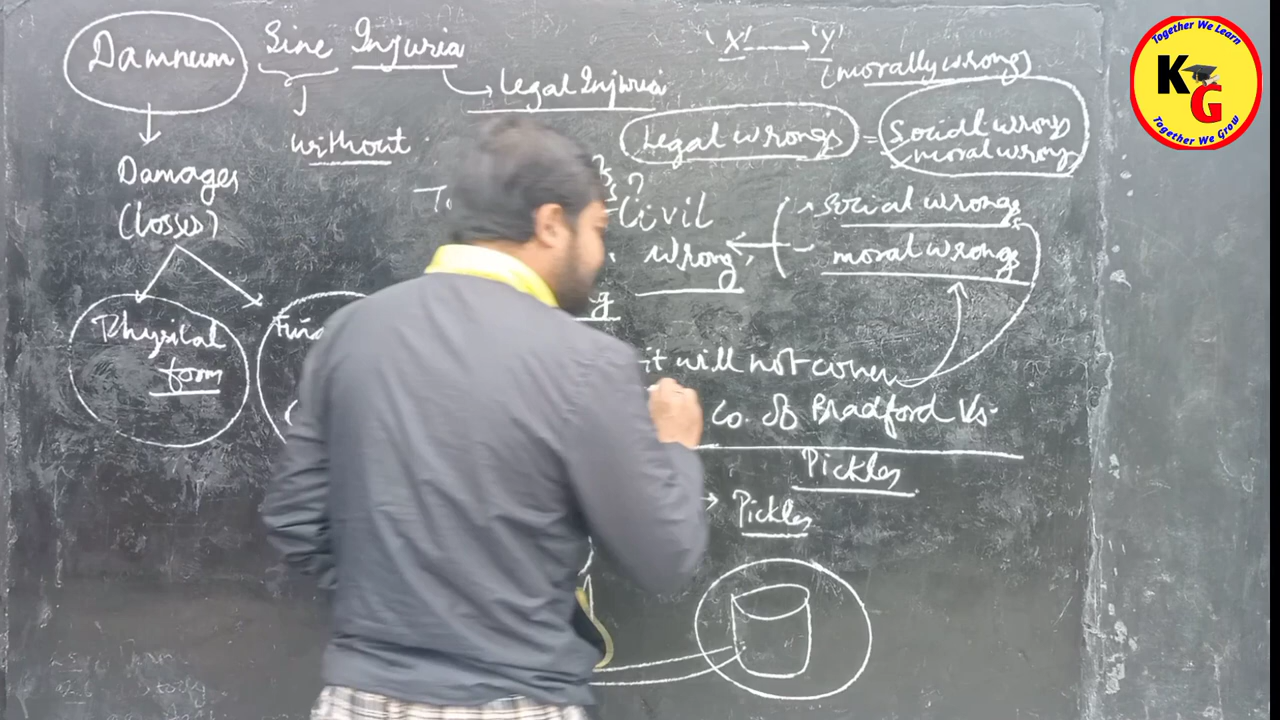 Damnum Sine Injuria
'X' → 'Y'
(morally wrong)
→ Legal Injuria
without
Legal wrongs = Social wrongs
moral wrongs
Damages
(losses)
Civil
wrong,
social wrongs
moral wrongs
Physical
form
it will not cover
Co. of Bradford Vs-
Pickles
→ Pickles
Together We Learn
KG
Together We Grow